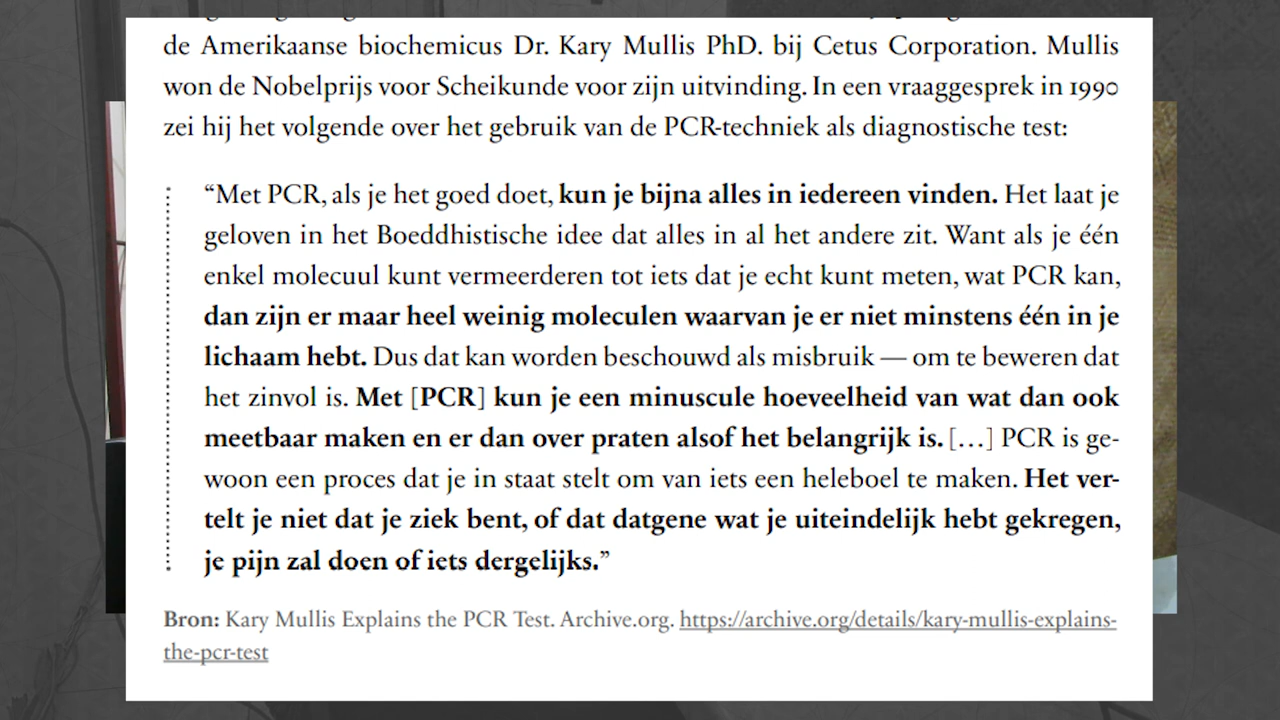 de Amerikaanse biochemicus Dr. Kary Mullis PhD. bij Cetus Corporation. Mullis
won de Nobelprijs voor Scheikunde voor zijn uitvinding. In een vraaggesprek in 1990
zei hij het volgende over het gebruik van de PCR-techniek als diagnostische test:
“Met PCR, als je het goed doet, kun je bijna alles in iedereen vinden. Het laat je
geloven in het Boeddhistische idee dat alles in al het andere zit. Want als je één
enkel molecuul kunt vermeerderen tot iets dat je echt kunt meten, wat PCR kan,
dan zijn er maar heel weinig moleculen waarvan je er niet minstens één in je
lichaam hebt. Dus dat kan worden beschouwd als misbruik — om te beweren dat
het zinvol is. Met [PCR] kun je een minuscule hoeveelheid van wat dan ook
meetbaar maken en er dan over praten alsof het belangrijk is. […] PCR is ge-
woon een proces dat je in staat stelt om van iets een heleboel te maken. Het ver-
telt je niet dat je ziek bent, of dat datgene wat je uiteindelijk hebt gekregen,
je pijn zal doen of iets dergelijks.”
Bron: Kary Mullis Explains the PCR Test. Archive.org. https://archive.org/details/kary-mullis-explains-
the-pcr-test